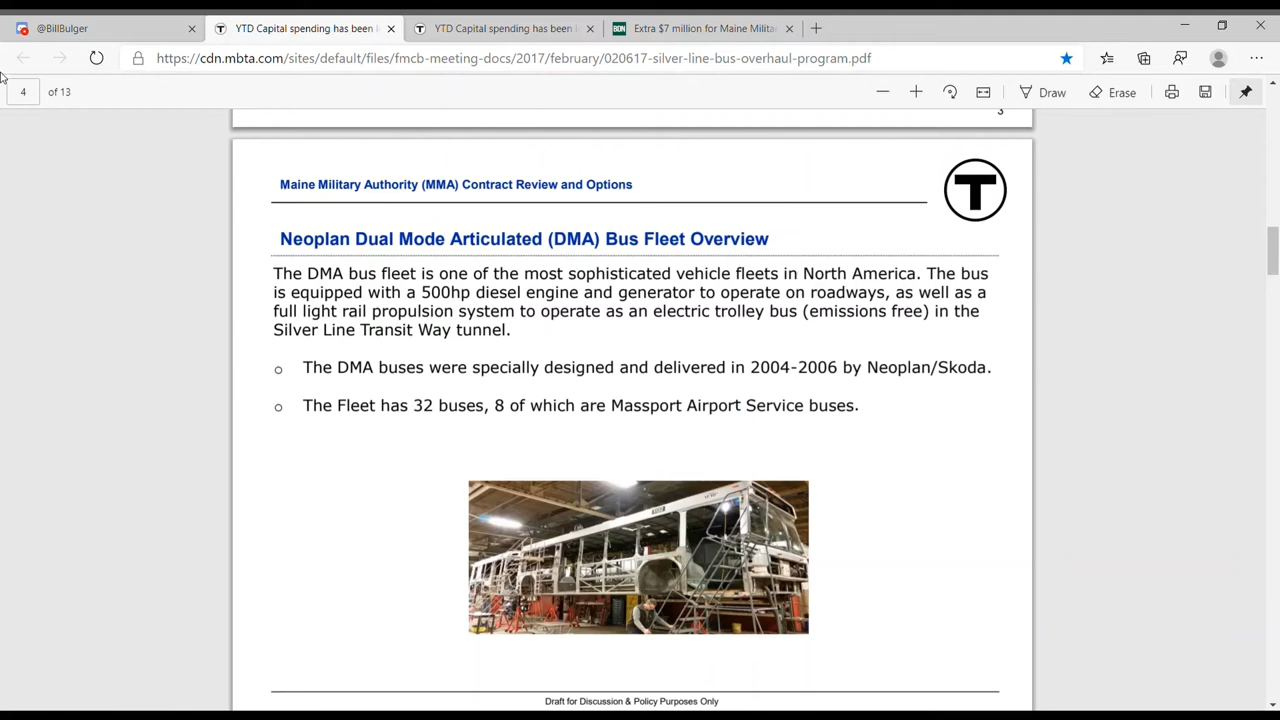 @BillBulger
YTD Capital spending has been
YTD Capital spending has been
BDN Extra $7 million for Maine Milita
https://cdn.mbta.com/sites/default/files/fmcb-meeting-docs/2017/february/020617-silver-line-bus-overhaul-program.pdf
4 of 13
Draw
Erase
3
Maine Military Authority (MMA) Contract Review and Options
T
Neoplan Dual Mode Articulated (DMA) Bus Fleet Overview
The DMA bus fleet is one of the most sophisticated vehicle fleets in North America. The bus
is equipped with a 500hp diesel engine and generator to operate on roadways, as well as a
full light rail propulsion system to operate as an electric trolley bus (emissions free) in the
Silver Line Transit Way tunnel.
The DMA buses were specially designed and delivered in 2004-2006 by Neoplan/Skoda.
The Fleet has 32 buses, 8 of which are Massport Airport Service buses.
Draft for Discussion & Policy Purposes Only